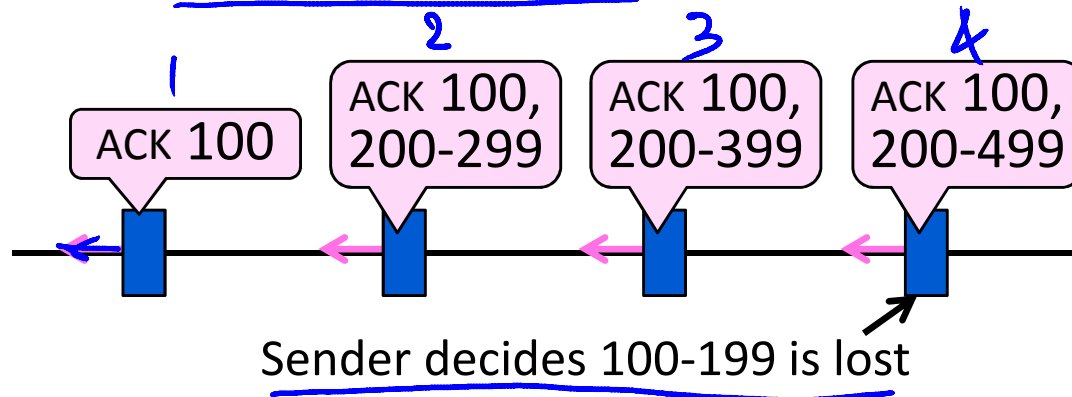 1 2 3 4
ACK 100
ACK 100,
200-299
ACK 100,
200-399
ACK 100,
200-499
Sender decides 100-199 is lost